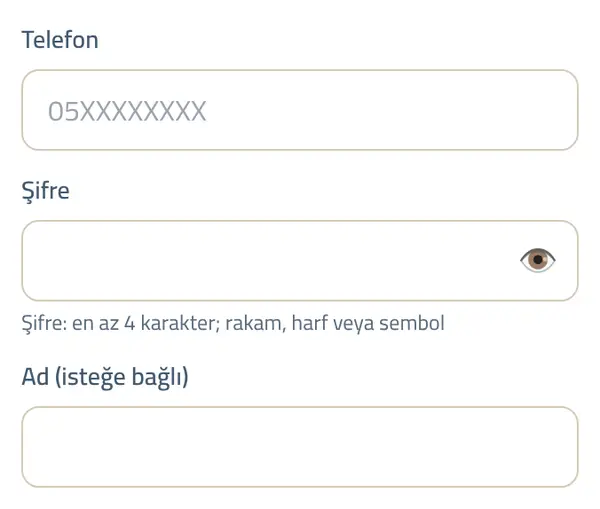 Telefon
05XXXXXXXX
Şifre
Şifre: en az 4 karakter; rakam, harf veya sembol
Ad (isteğe bağlı)